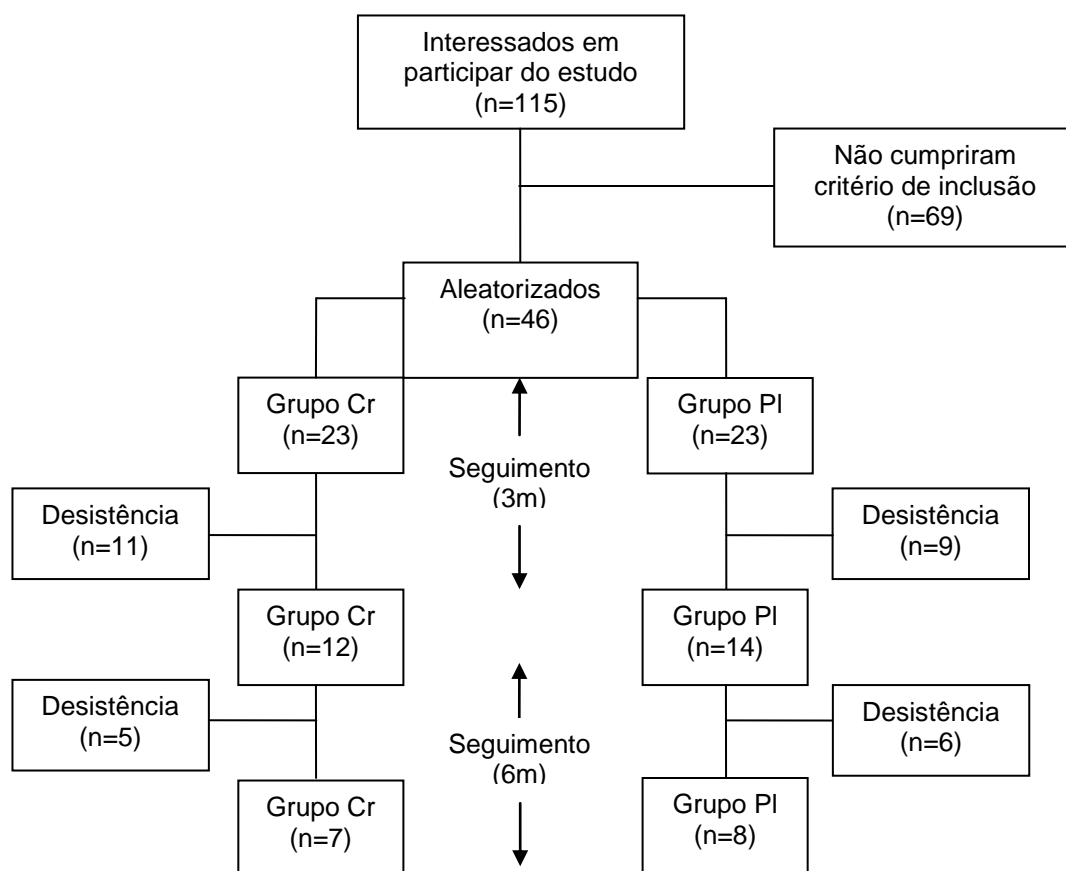 Interessados em
participar do estudo
(n=115)
Não cumpriram
critério de inclusão
(n=69)
Aleatorizados
(n=46)
Grupo Cr
(n=23)
Grupo Pl
(n=23)
Seguimento
(3m)
Desistência
(n=11)
Desistência
(n=9)
Grupo Cr
(n=12)
Grupo Pl
(n=14)
Desistência
(n=5)
Desistência
(n=6)
Seguimento
(6m)
Grupo Cr
(n=7)
Grupo Pl
(n=8)